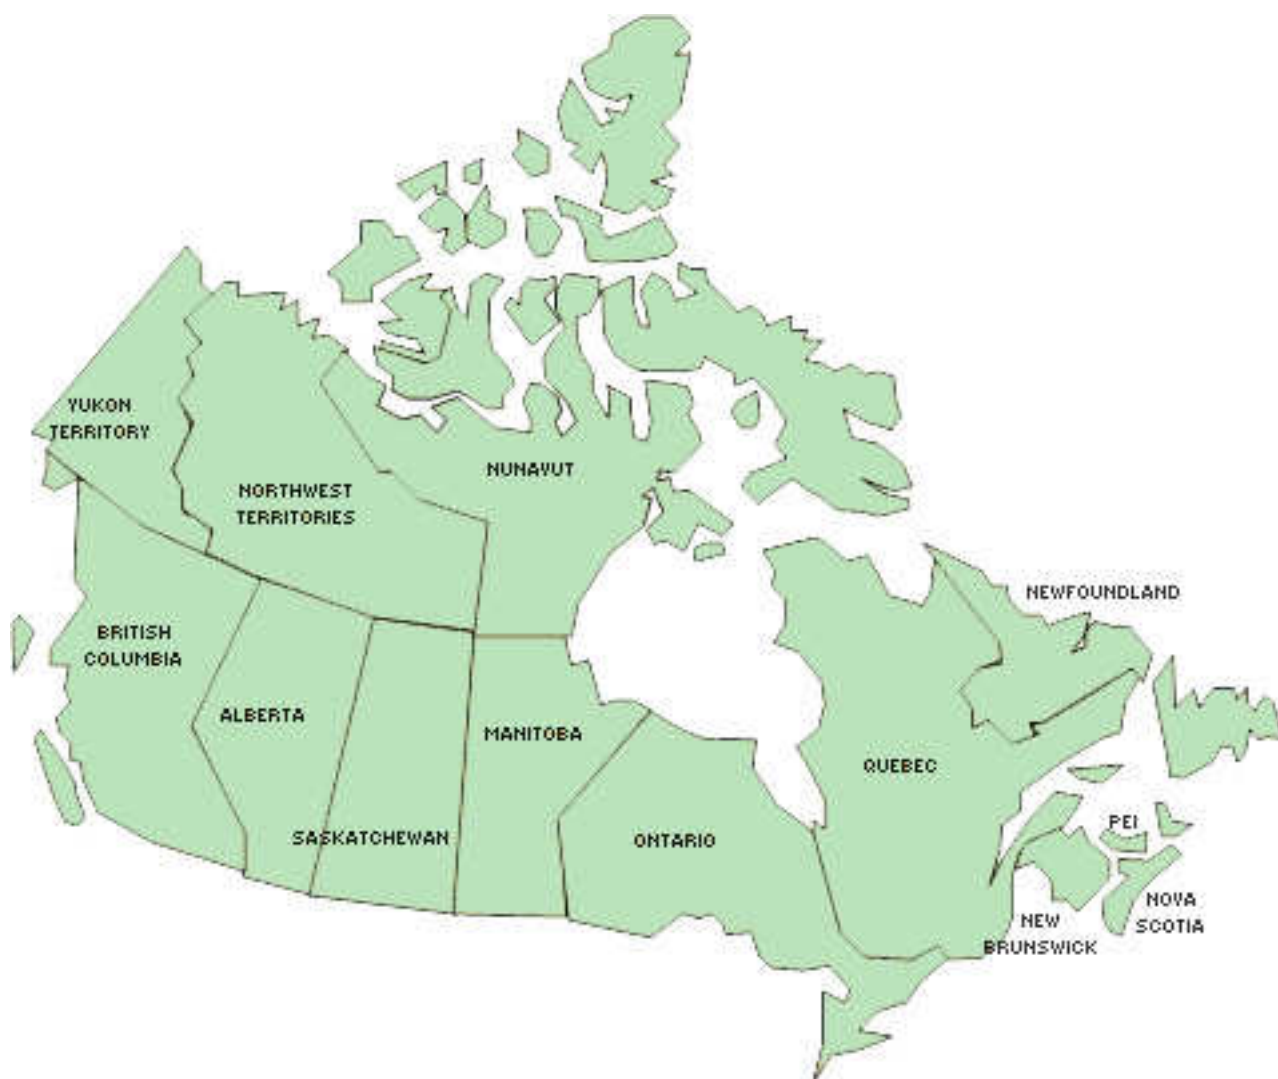 YUKON
TERRITORY
NORTHWEST
TERRITORIES
NUNAVUT
NEWFOUNDLAND
BRITISH
COLUMBIA
ALBERTA
MANITOBA
QUEBEC
SASKATCHEWAN
ONTARIO
PEI
NOVA
SCOTIA
NEW
BRUNSWICK